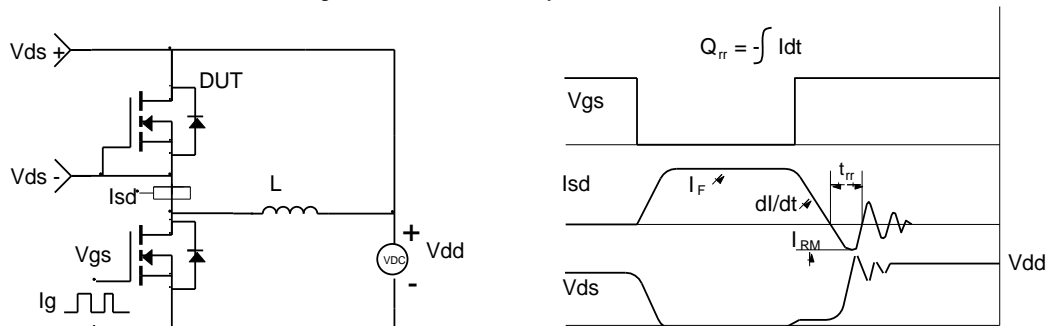 Vds +
DUT
Vds -
Isd
L
Vgs
Ig
+
VDC
Vdd
-
Qrr = -∫ Idt
Vgs
Isd
IF
dI/dt
trr
IRM
Vds
Vdd